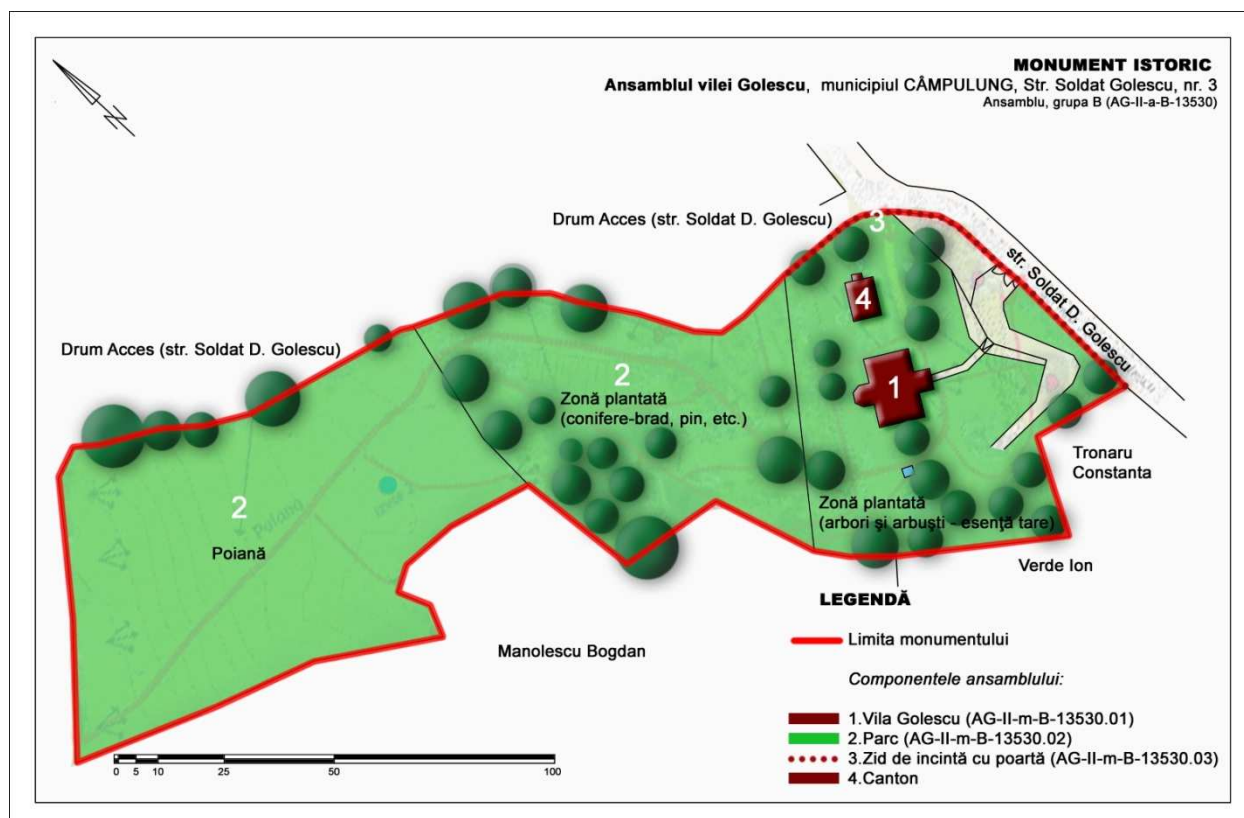 MONUMENT ISTORIC
Ansamblul vilei Golescu, municipiul CÂMPULUNG, Str. Soldat Golescu, nr. 3
Ansamblu, grupa B (AG-II-a-B-13530)
Drum Acces (str. Soldat D. Golescu)
3
str. Soldat D. Golescu
4
Drum Acces (str. Soldat D. Golescu)
2
Zonă plantată
(conifere-brad, pin, etc.)
1
Tronaru
Constanta
2
Poiana
Poiană
Zonă plantată
(arbori și arbuști - esență tare)
Verde Ion
Manolescu Bogdan
LEGENDĂ
Limita monumentului
Componentele ansamblului:
1.Vila Golescu (AG-II-m-B-13530.01)
2.Parc (AG-II-m-B-13530.02)
3.Zid de incintă cu poartă (AG-II-m-B-13530.03)
4.Canton
0 5 10 25 50 100